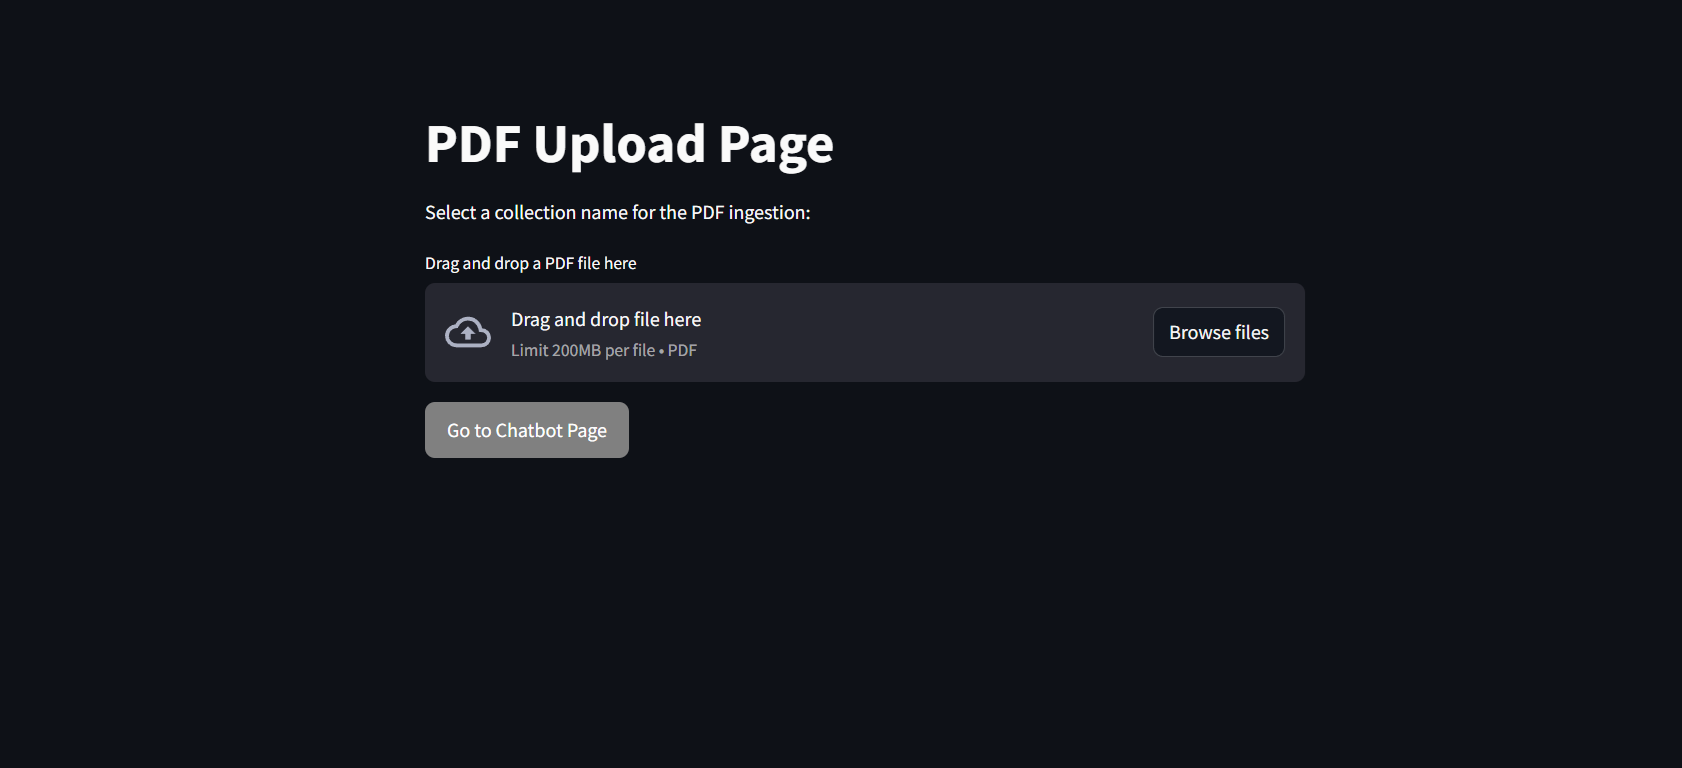 PDF Upload Page
Select a collection name for the PDF ingestion:
Drag and drop a PDF file here
Drag and drop file here
Limit 200MB per file • PDF
Browse files
Go to Chatbot Page